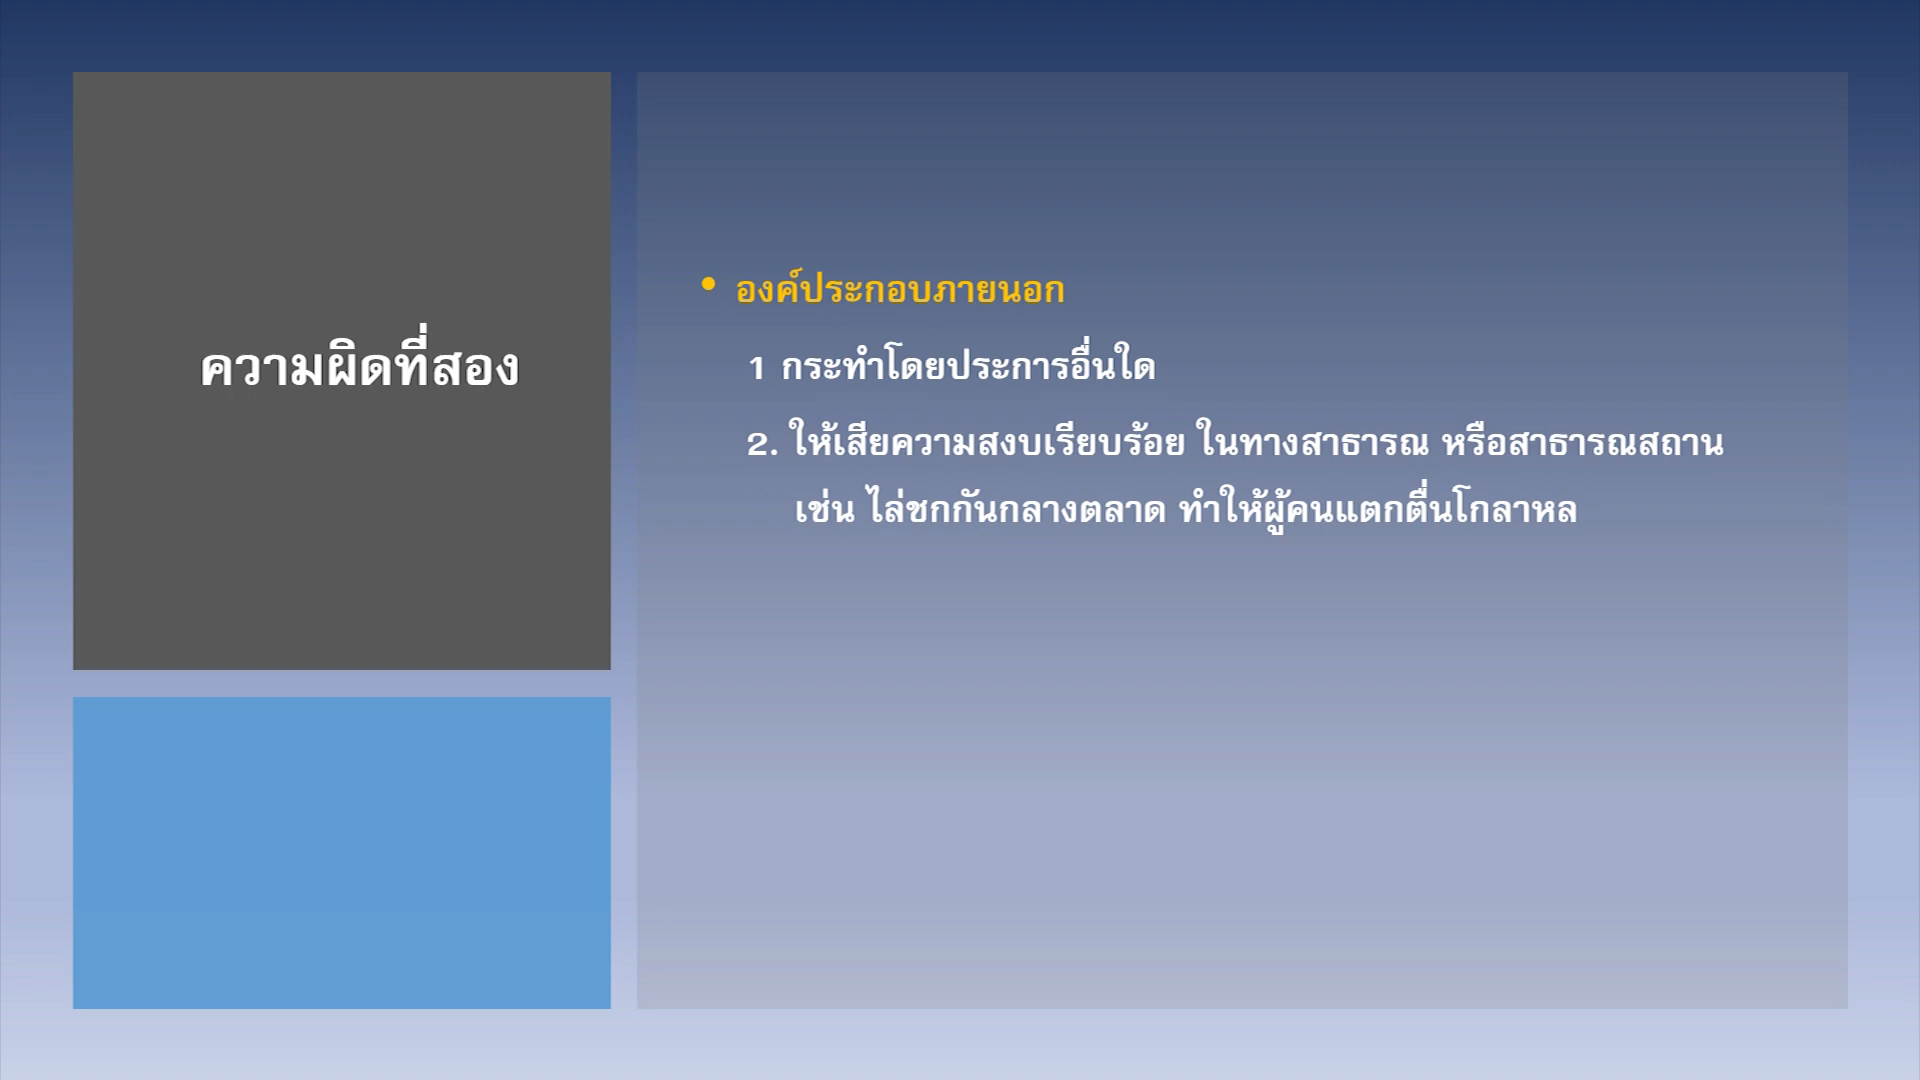 ความผิดที่สอง
• องค์ประกอบภายนอก
1 กระทำโดยประการอื่นใด
2. ให้เสียความสงบเรียบร้อย ในทางสาธารณ หรือสาธารณสถาน
เช่น ไล่ชกกันกลางตลาด ทำให้ผู้คนแตกตื่นโกลาหล